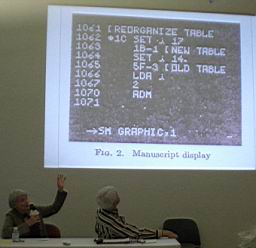 1061 [REORGANIZE TABLE
1062 *1C SET i 17
1063 1B-1 [NEW TABLE
1064 SET i 14.
1065 5F-3 [OLD TABLE
1066 LDA i
1067 2
1070 ADM
1071
→SM GRAPHIC,1
Fig. 2. Manuscript display